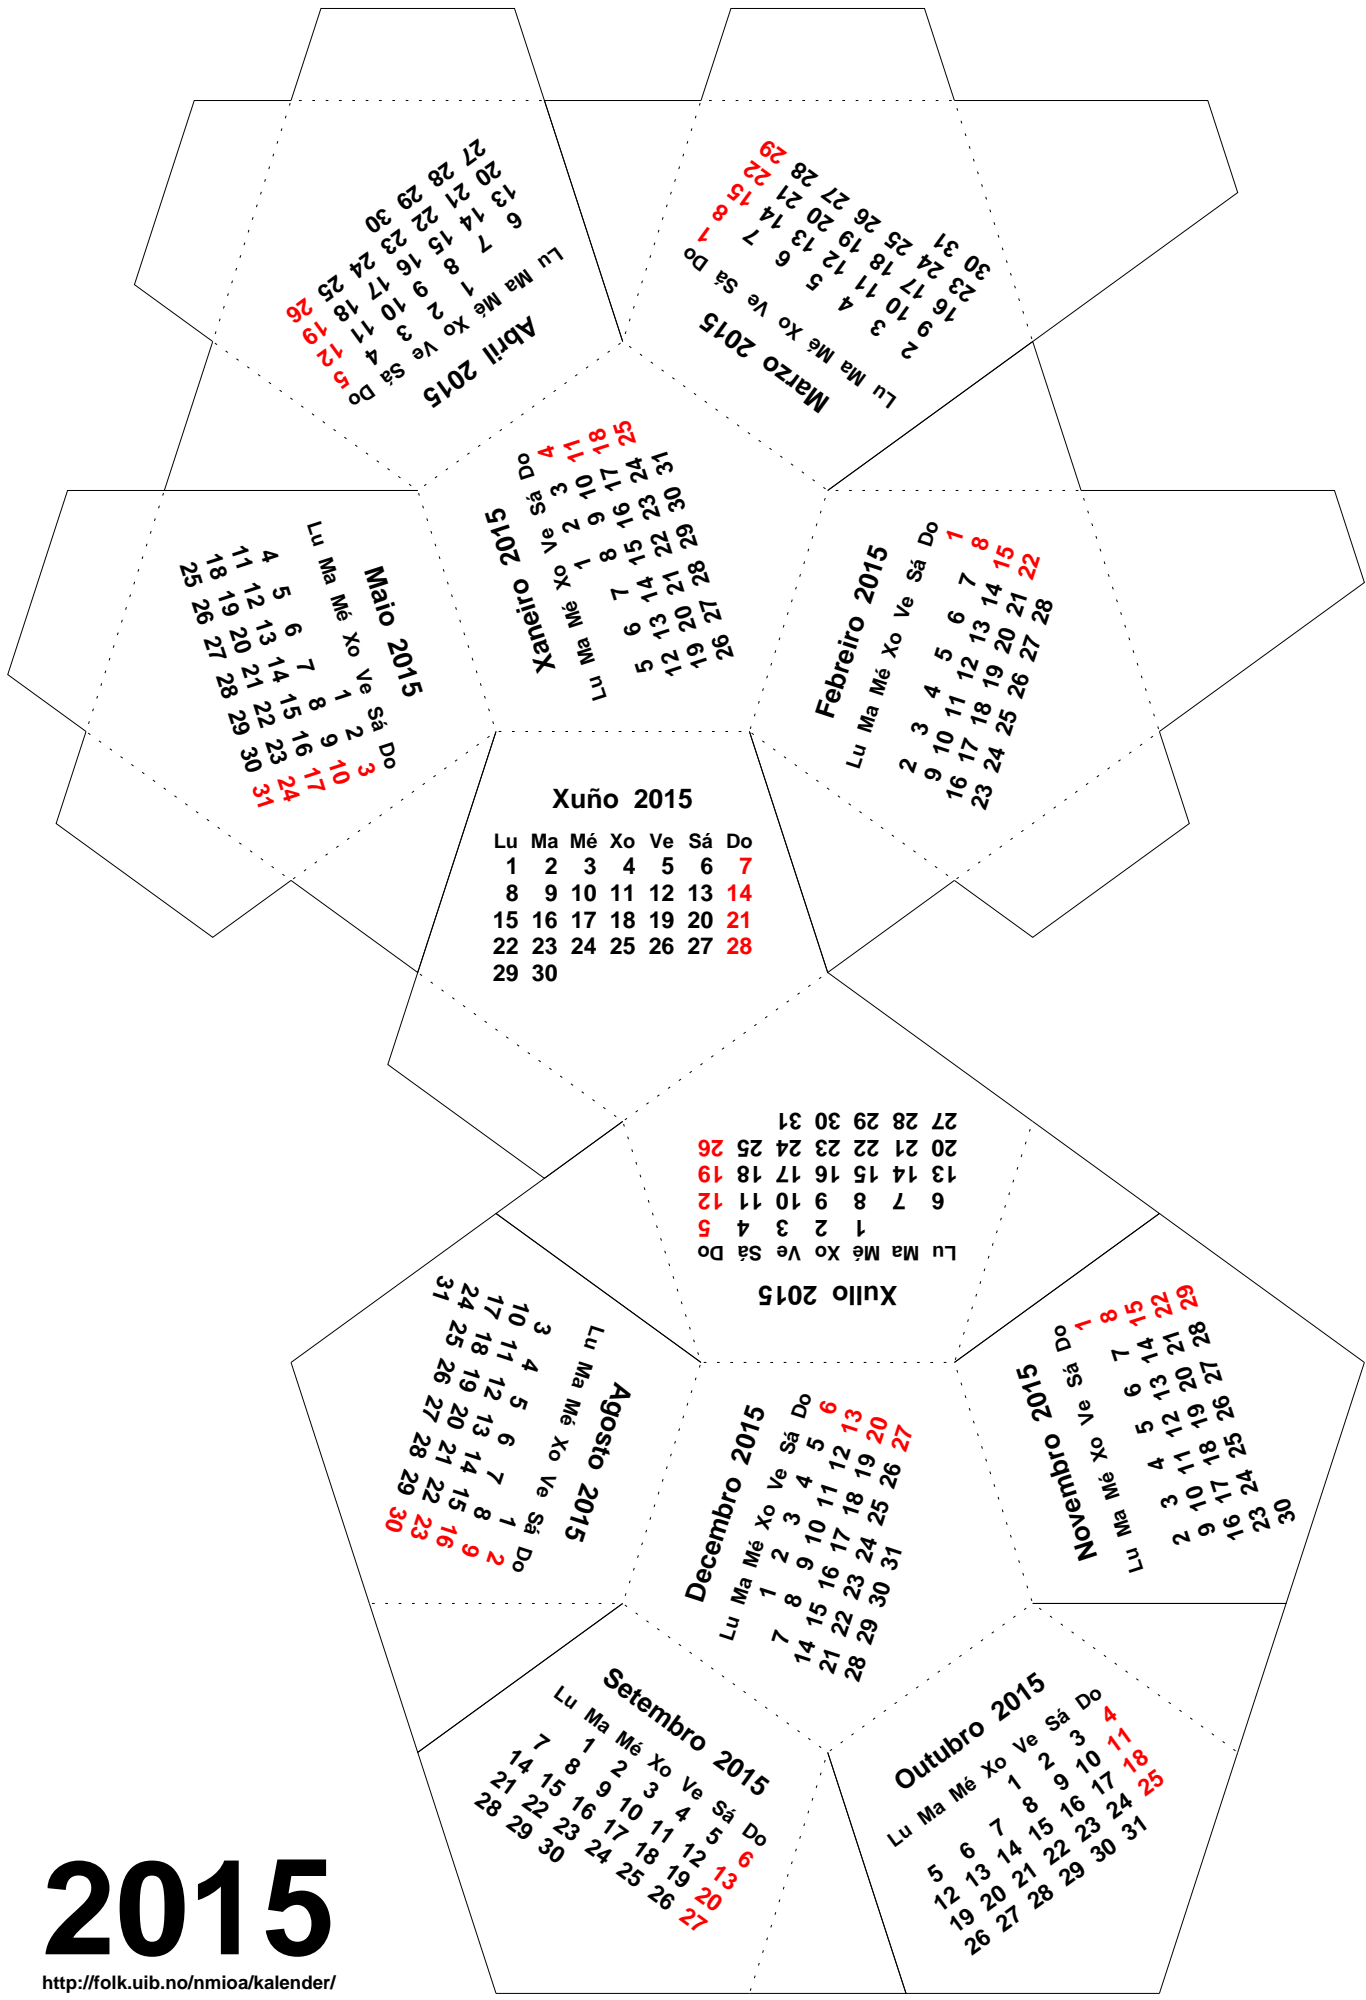 Abril 2015
Lu Ma Mé Xo Ve Sá Do
1 2 3 4 5
6 7 8 9 10 11 12
13 14 15 16 17 18 19
20 21 22 23 24 25 26
27 28 29 30
Marzo 2015
Lu Ma Mé Xo Ve Sá Do
1
2 3 4 5 6 7 8
9 10 11 12 13 14 15
16 17 18 19 20 21 22
23 24 25 26 27 28 29
30 31
Xaneiro 2015
Lu Ma Mé Xo Ve Sá Do
1 2 3 4
5 6 7 8 9 10 11
12 13 14 15 16 17 18
19 20 21 22 23 24 25
26 27 28 29 30 31
Maio 2015
Lu Ma Mé Xo Ve Sá Do
1 2 3
4 5 6 7 8 9 10
11 12 13 14 15 16 17
18 19 20 21 22 23 24
25 26 27 28 29 30 31
Febreiro 2015
Lu Ma Mé Xo Ve Sá Do
1
2 3 4 5 6 7 8
9 10 11 12 13 14 15
16 17 18 19 20 21 22
23 24 25 26 27 28
Xuño 2015
Lu Ma Mé Xo Ve Sá Do
1 2 3 4 5 6 7
8 9 10 11 12 13 14
15 16 17 18 19 20 21
22 23 24 25 26 27 28
29 30
Xullo 2015
Lu Ma Mé Xo Ve Sá Do
1 2 3 4 5
6 7 8 9 10 11 12
13 14 15 16 17 18 19
20 21 22 23 24 25 26
27 28 29 30 31
Agosto 2015
Lu Ma Mé Xo Ve Sá Do
1 2
3 4 5 6 7 8 9
10 11 12 13 14 15 16
17 18 19 20 21 22 23
24 25 26 27 28 29 30
31
Decembro 2015
Lu Ma Mé Xo Ve Sá Do
1 2 3 4 5 6
7 8 9 10 11 12 13
14 15 16 17 18 19 20
21 22 23 24 25 26 27
28 29 30 31
Novembro 2015
Lu Ma Mé Xo Ve Sá Do
1
2 3 4 5 6 7 8
9 10 11 12 13 14 15
16 17 18 19 20 21 22
23 24 25 26 27 28 29
30
Setembro 2015
Lu Ma Mé Xo Ve Sá Do
1 2 3 4 5 6
7 8 9 10 11 12 13
14 15 16 17 18 19 20
21 22 23 24 25 26 27
28 29 30
Outubro 2015
Lu Ma Mé Xo Ve Sá Do
1 2 3 4
5 6 7 8 9 10 11
12 13 14 15 16 17 18
19 20 21 22 23 24 25
26 27 28 29 30 31
2015
http://folk.uib.no/nmioa/kalender/